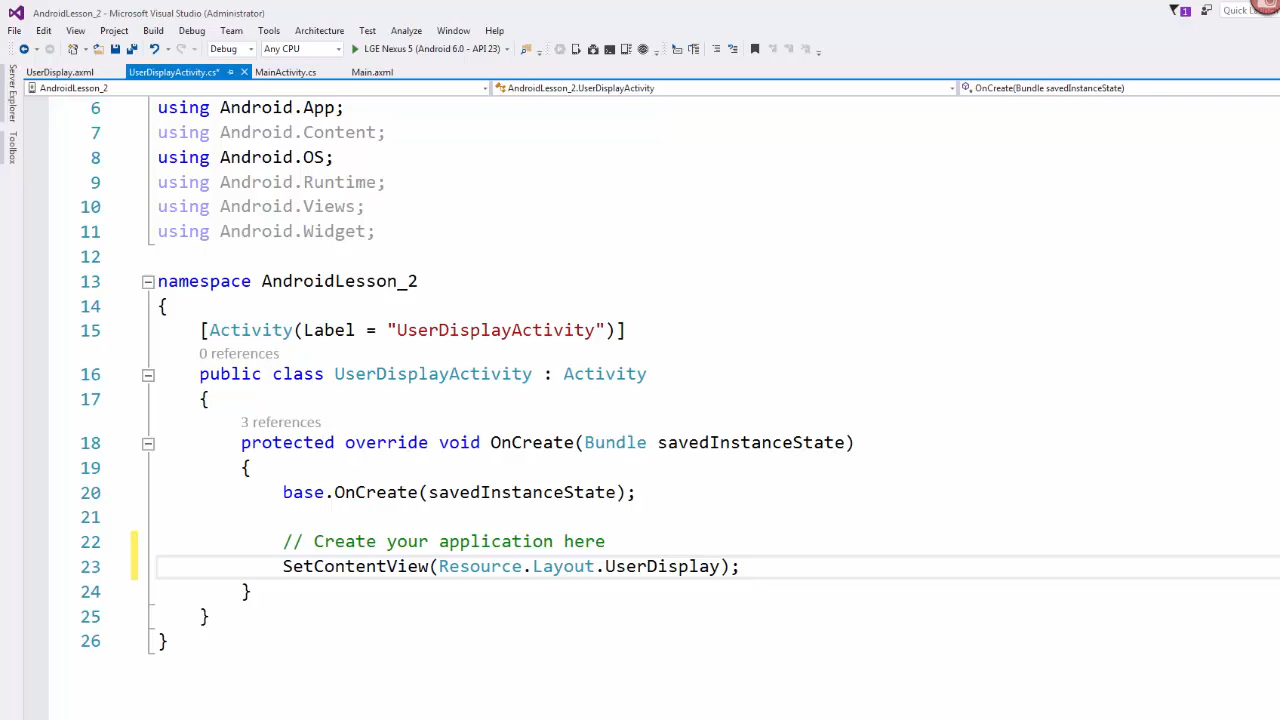 AndroidLesson_2 - Microsoft Visual Studio (Administrator)
1
File Edit View Project Build Debug Team Tools Architecture Test Analyze Window Help
Debug Any CPU LGE Nexus 5 (Android 6.0 - API 23)
UserDisplay.axml UserDisplayActivity.cs* MainActivity.cs Main.axml
AndroidLesson_2 AndroidLesson_2.UserDisplayActivity OnCreate(Bundle savedInstanceState)
Server Explorer
Toolbox
6 using Android.App;
7 using Android.Content;
8 using Android.OS;
9 using Android.Runtime;
10 using Android.Views;
11 using Android.Widget;
12
13 namespace AndroidLesson_2
14 {
15 [Activity(Label = "UserDisplayActivity")]
0 references
16 public class UserDisplayActivity : Activity
17 {
3 references
18 protected override void OnCreate(Bundle savedInstanceState)
19 {
20 base.OnCreate(savedInstanceState);
21
22 // Create your application here
23 SetContentView(Resource.Layout.UserDisplay);
24 }
25 }
26 }